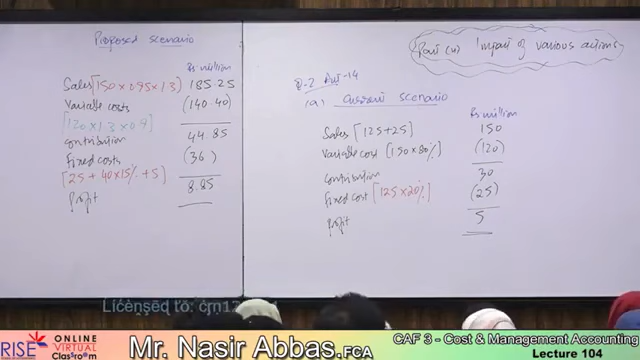 Proposed scenario
Rs million
Sales [150 x 0.95 x 1.3] 185.25
Variable costs (140.40)
[120 x 1.3 x 0.9]
contribution 44.85
Fixed costs (36)
[25 + 40 x 15% + 5]
Profit 8.85
Part (ii) Impact of various actions
Q-2 Aut-14
(a) Current scenario
Rs million
Sales [125+25] 150
Variable cost [150 x 80%] (120)
contribution 30
Fixed cost [125 x 20%] (25)
Profit 5
Licensed to:
RISE ONLINE VIRTUAL Classroom
Mr. Nasir Abbas.FCA
CAF 3 - Cost & Management Accounting
Lecture 104